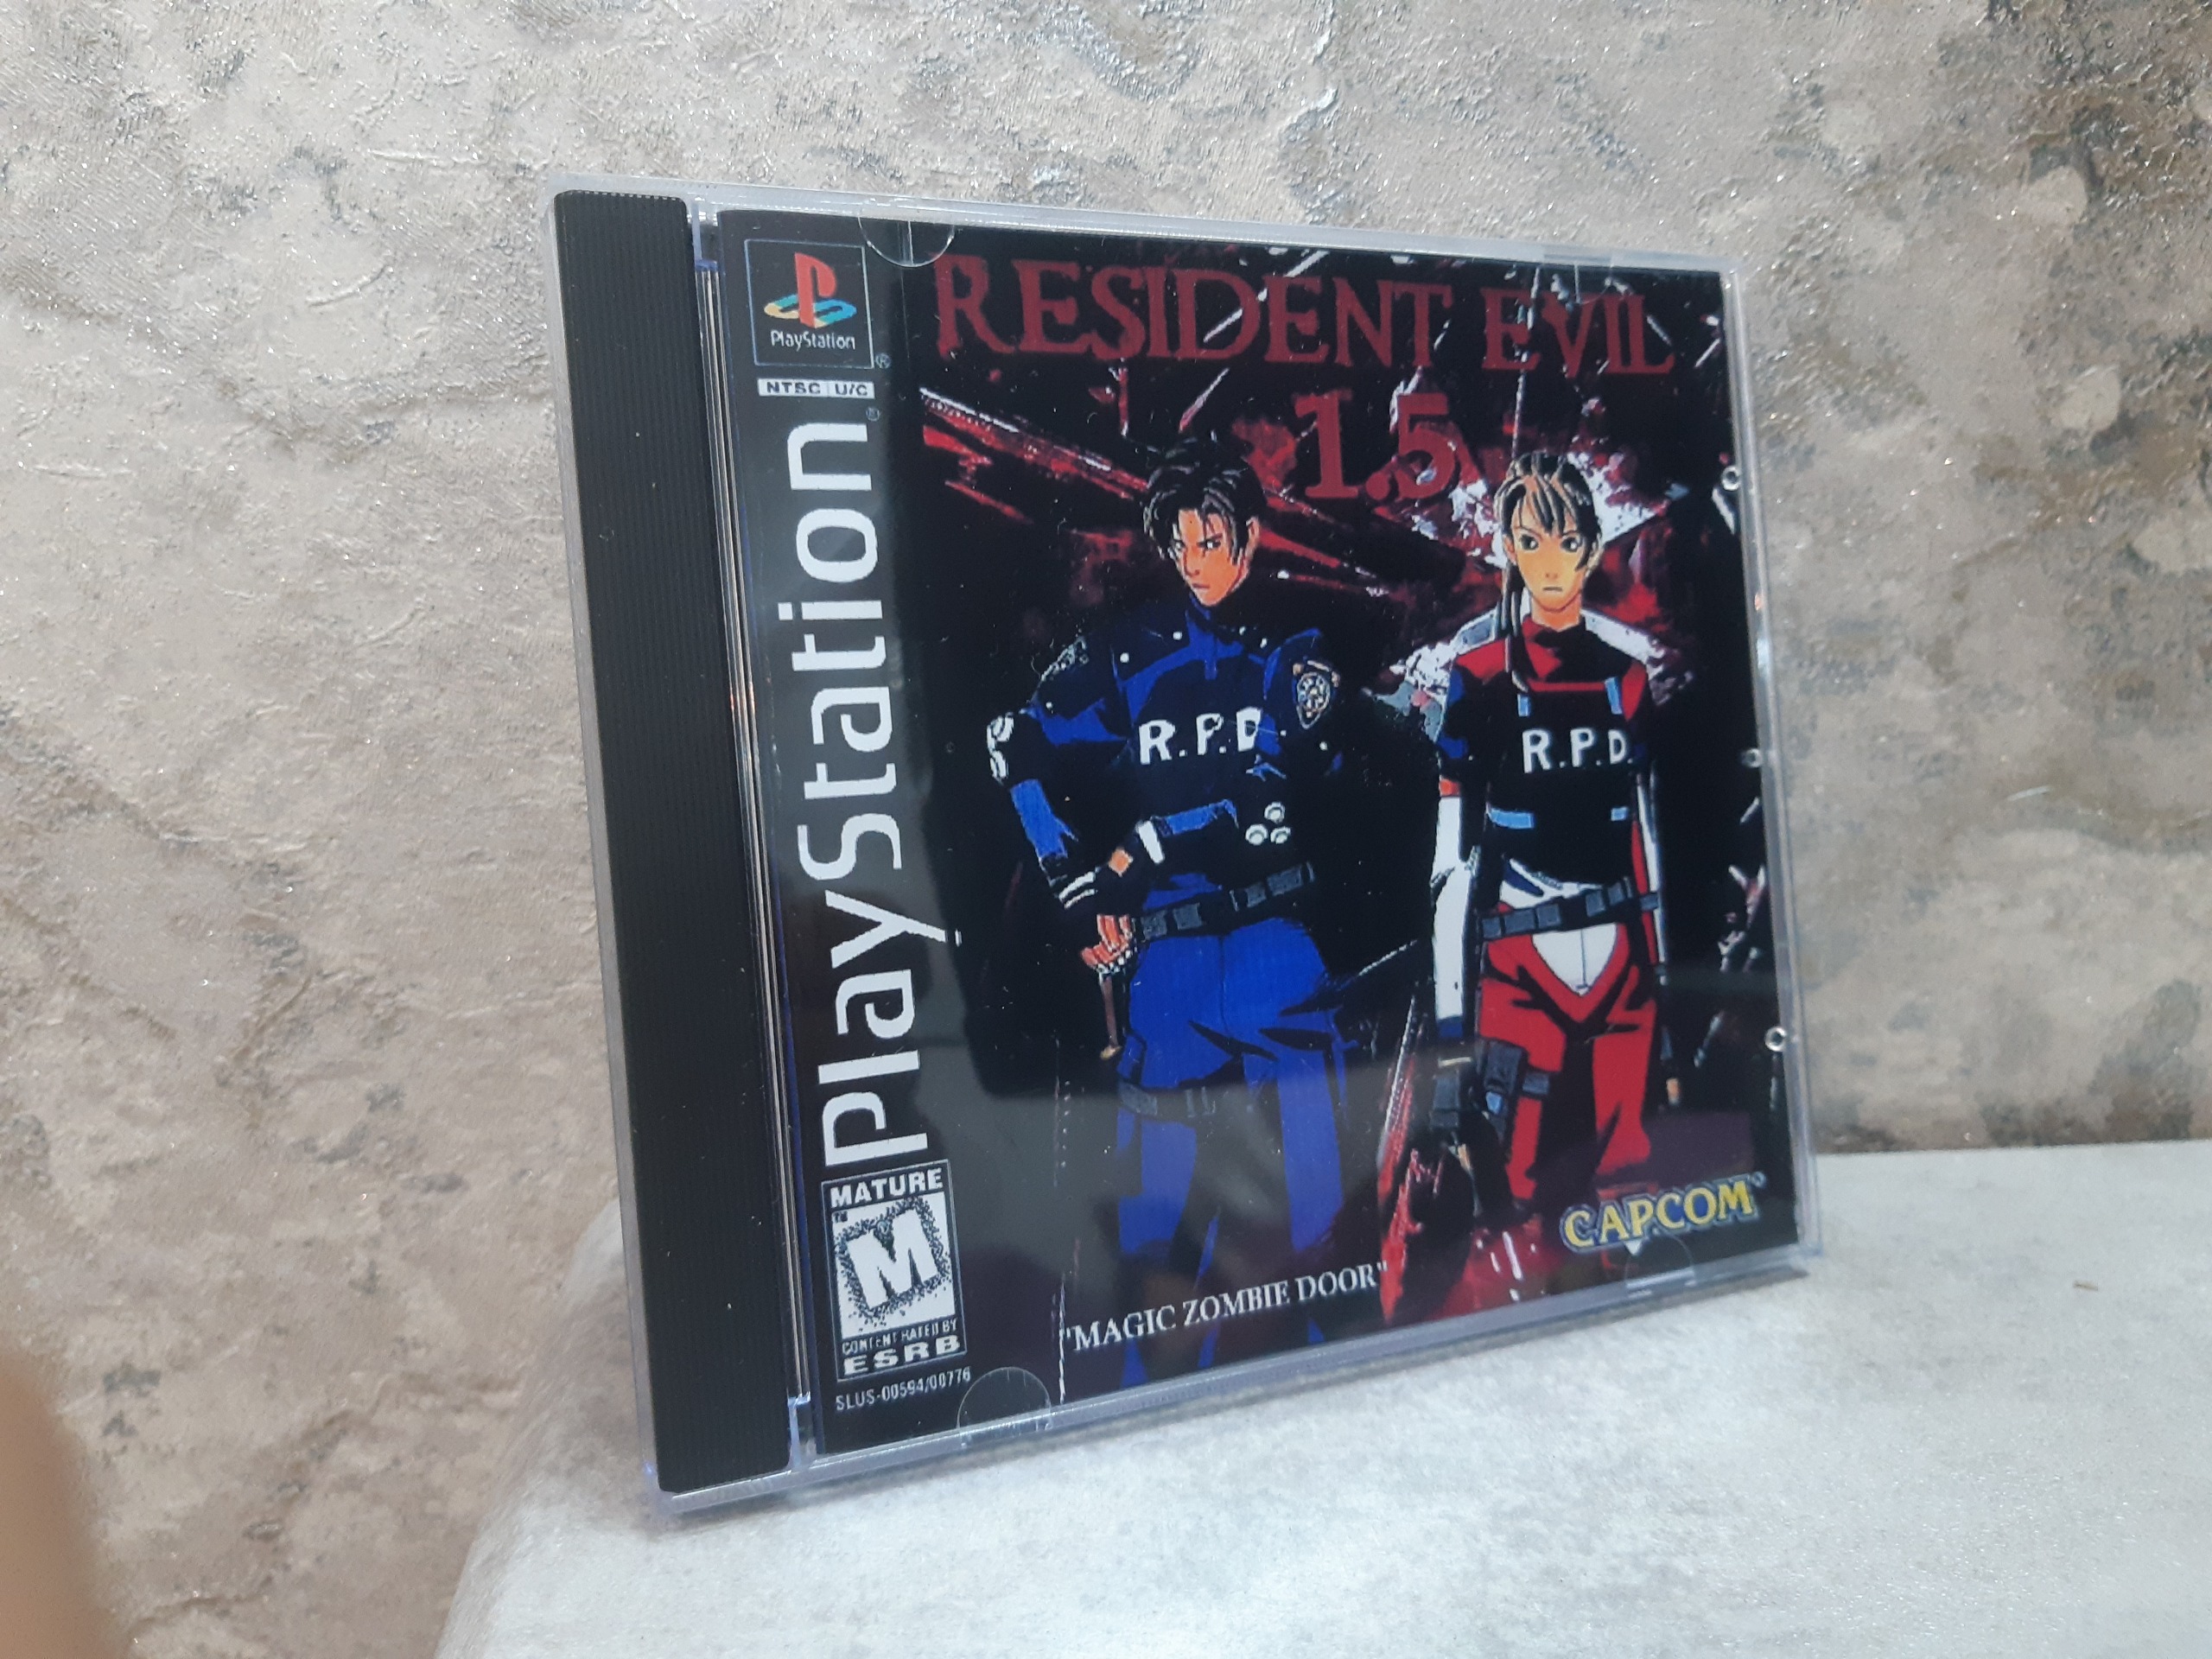 PlayStation
®
NTSC U/C
PlayStation
®
RESIDENT EVIL
1.5
R.P.D.
R.P.D.
MATURE
M
CONTENT RATED BY
ESRB
SLUS-00594/00776
"MAGIC ZOMBIE DOOR"
CAPCOM